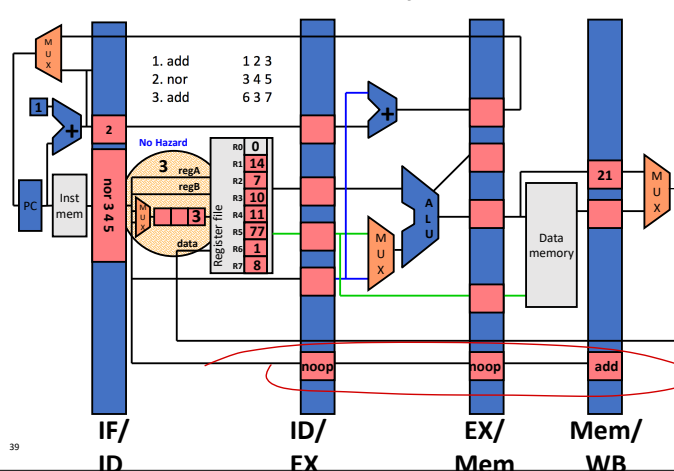 M
U
X
1. add 1 2 3
2. nor 3 4 5
3. add 6 3 7
1
+
+
2
No Hazard
3 regA
regB
M
U
X
3
data
nor 3 4 5
PC
Inst
mem
Register file
R0 0
R1 14
R2 7
R3 10
R4 11
R5 77
R6 1
R7 8
M
U
X
A
L
U
Data
memory
21
M
U
X
noop
noop
add
39
IF/
ID
ID/
EX
EX/
Mem
Mem/
WB